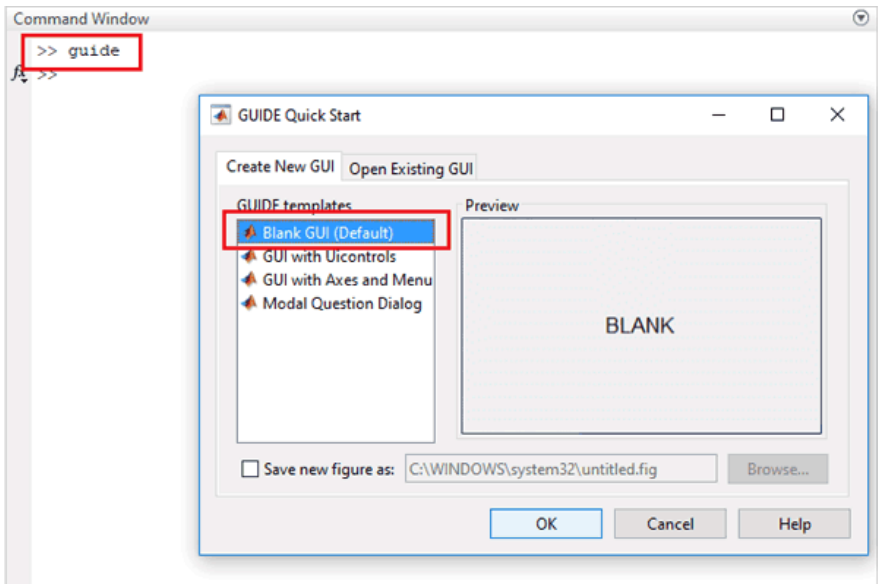 Command Window
>> guide
fx >>
GUIDE Quick Start
Create New GUI Open Existing GUI
GUIDE templates
Preview
Blank GUI (Default)
GUI with Uicontrols
GUI with Axes and Menu
Modal Question Dialog
BLANK
Save new figure as: C:\WINDOWS\system32\untitled.fig Browse...
OK Cancel Help